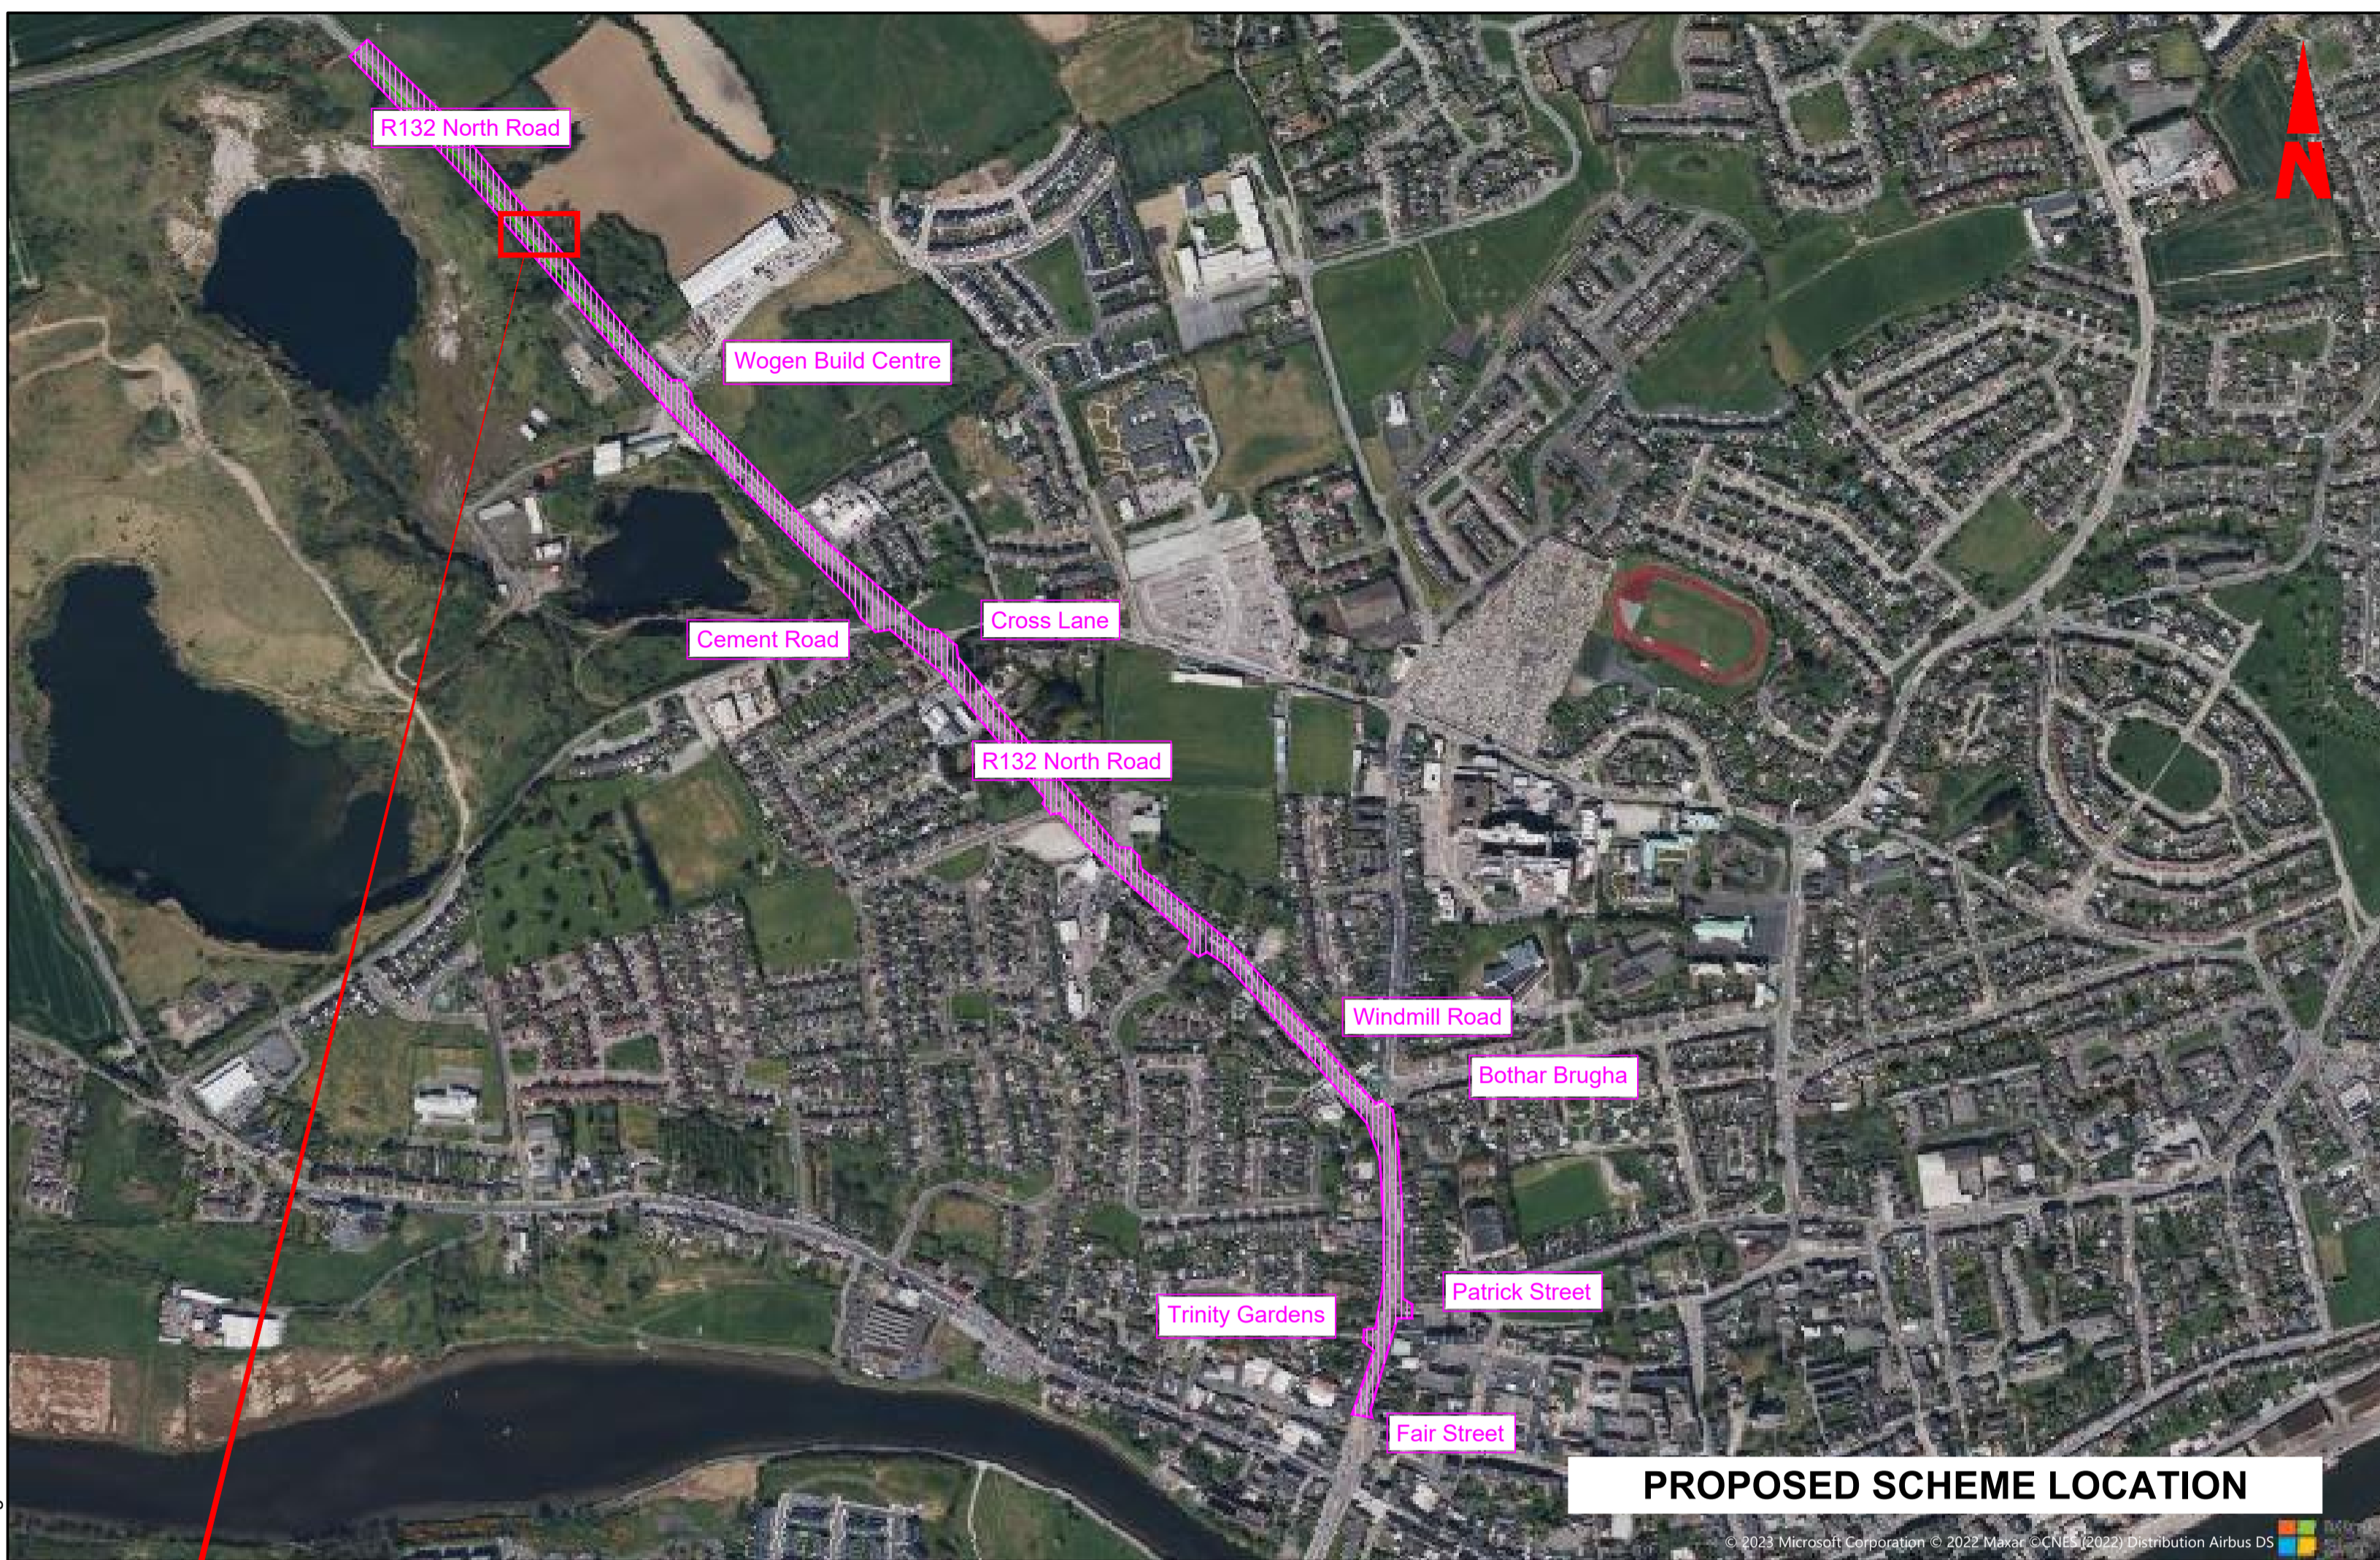 R132 North Road
N
Wogen Build Centre
Cross Lane
Cement Road
R132 North Road
Windmill Road
Bothar Brugha
Patrick Street
Trinity Gardens
Fair Street
PROPOSED SCHEME LOCATION
© 2023 Microsoft Corporation © 2022 Maxar ©CNES (2022) Distribution Airbus DS